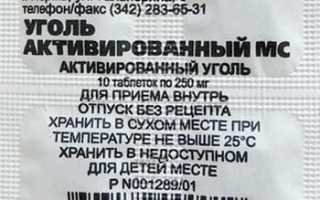 телефон/факс (342) 283-65-31
УГОЛЬ
АКТИВИРОВАННЫЙ МС
АКТИВИРОВАННЫЙ УГОЛЬ
10 таблеток по 250 мг
ДЛЯ ПРИЕМА ВНУТРЬ
ОТПУСК БЕЗ РЕЦЕПТА
ХРАНИТЬ В СУХОМ МЕСТЕ ПРИ
ТЕМПЕРАТУРЕ НЕ ВЫШЕ 25°С
ХРАНИТЬ В НЕДОСТУПНОМ
ДЛЯ ДЕТЕЙ МЕСТЕ
Р N001289/01